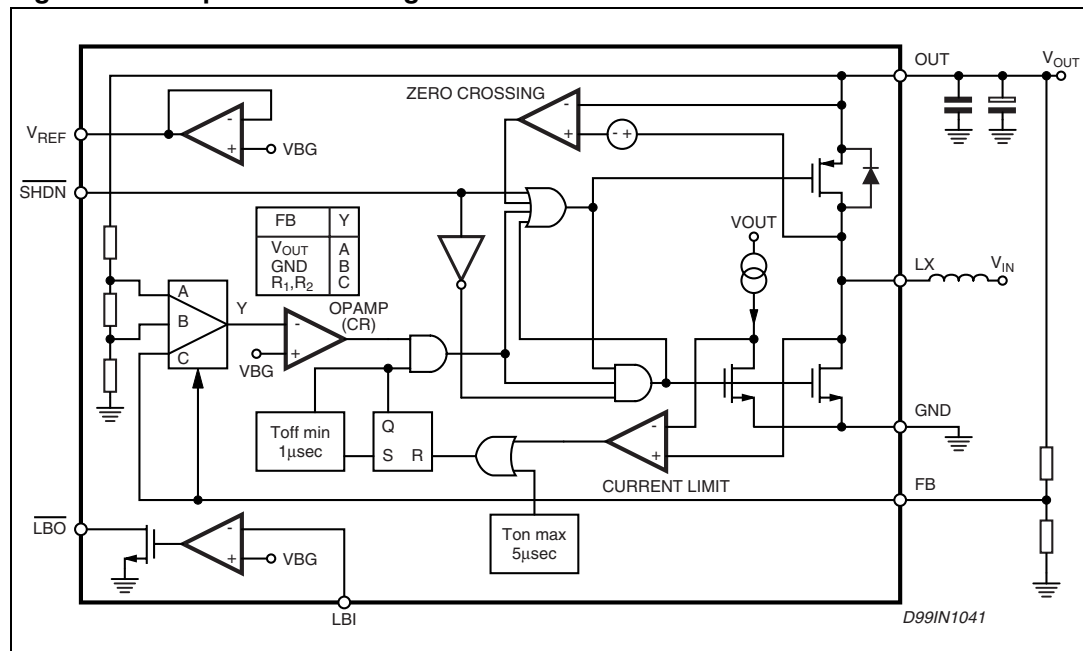 OUT
VOUT
ZERO CROSSING
-
+
- +
VREF
-
+
VBG
SHDN
FB Y
VOUT A
GND B
R1,R2 C
VOUT
LX
VIN
A
B
C
Y
OPAMP
(CR)
-
+
VBG
Toff min
1µsec
Q
S R
-
+
CURRENT LIMIT
GND
FB
Ton max
5µsec
LBO
-
+
VBG
LBI
D99IN1041